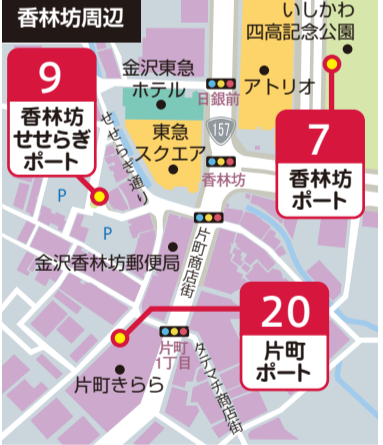 香林坊周辺
いしかわ
四高記念公園
9
香林坊
せせらぎ
ポート
金沢東急
ホテル
日銀前
アトリオ
せせらぎ通り
東急
スクエア
157
7
香林坊
ポート
香林坊
P
P
片町商店街
金沢香林坊郵便局
20
片町
ポート
片町
1丁目
片町きらら
タテマチ商店街